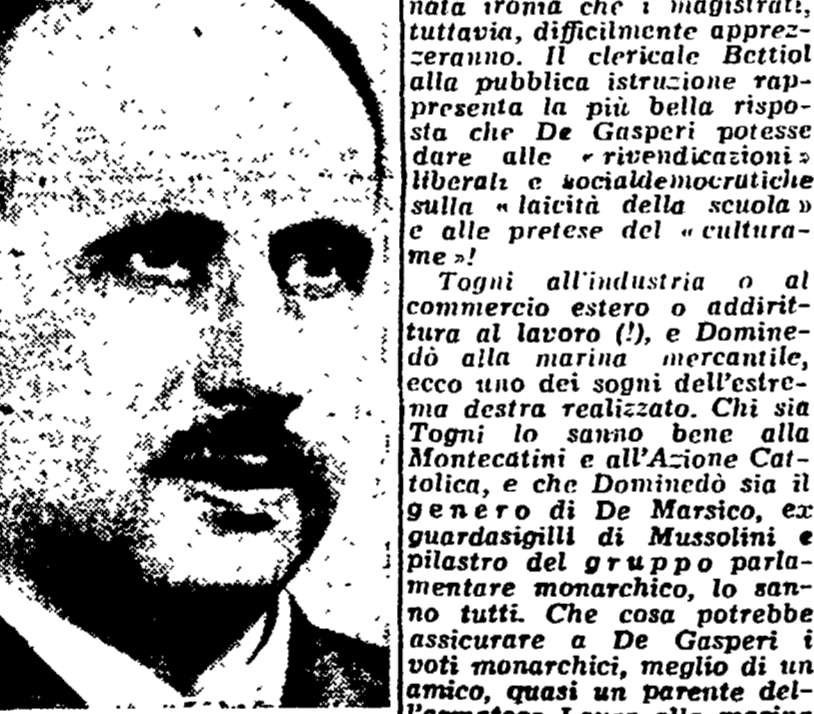 nata ironia che i magistrati,
tuttavia, difficilmente apprez-
zeranno. Il clericale Bettiol
alla pubblica istruzione rap-
presenta la più bella rispo-
sta che De Gasperi potesse
dare alle « rivendicazioni »
liberali e socialdemocratiche
sulla « laicità della scuola »
e alle pretese del « cultura-
me »!
Togni all'industria o al
commercio estero o addirit-
tura al lavoro (!), e Domine-
dò alla marina mercantile,
ecco uno dei sogni dell'estre-
ma destra realizzato. Chi sia
Togni lo sanno bene alla
Montecatini e all'Azione Cat-
tolica, e che Dominedò sia il
genero di De Marsico, ex
guardasigilli di Mussolini e
pilastro del gruppo parla-
mentare monarchico, lo san-
no tutti. Che cosa potrebbe
assicurare a De Gasperi i
voti monarchici, meglio di un
amico, quasi un parente del-